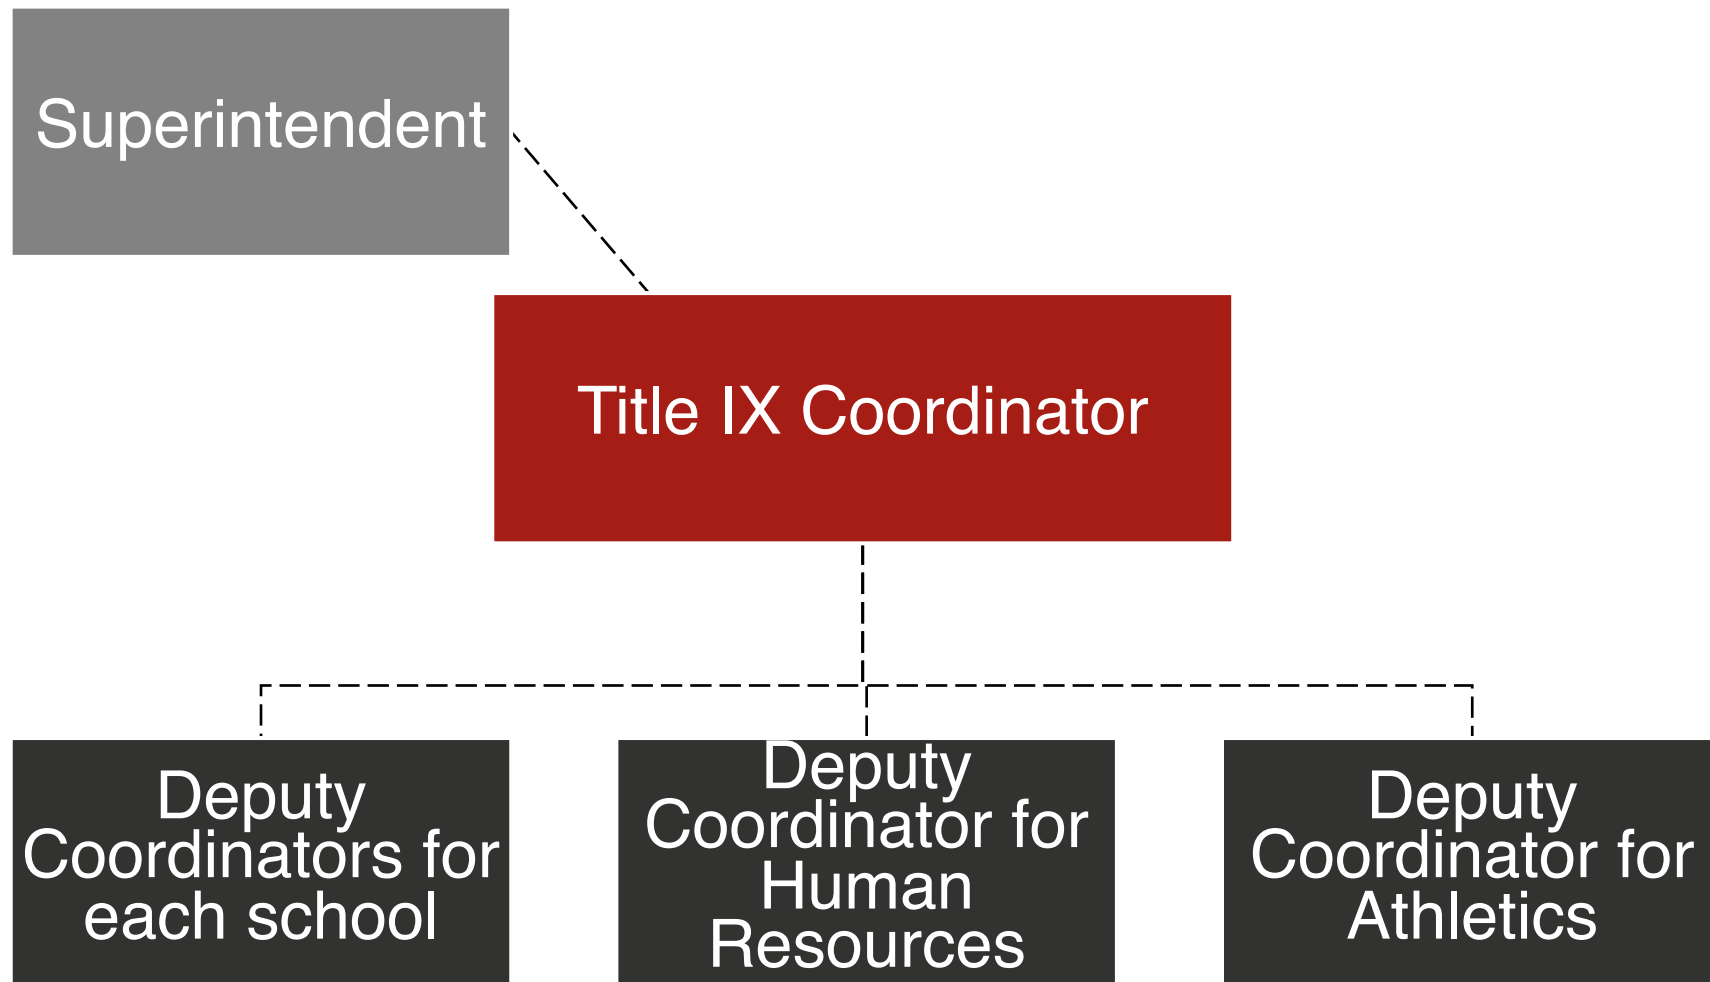 Superintendent
Title IX Coordinator
Deputy
Coordinators for
each school
Deputy
Coordinator for
Human
Resources
Deputy
Coordinator for
Athletics